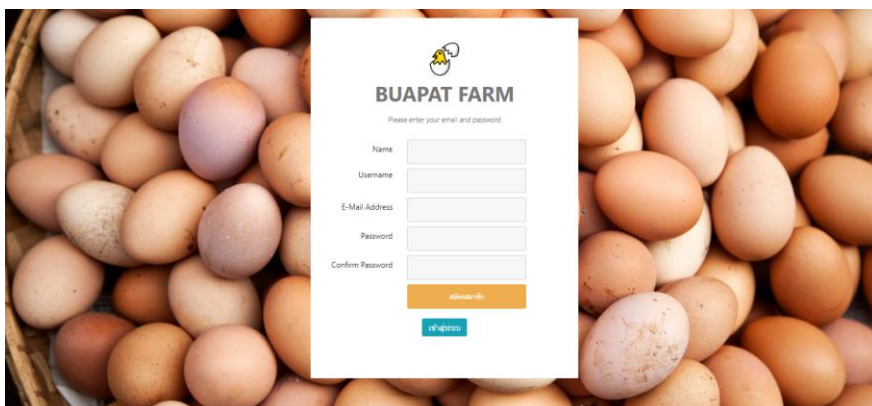 BUAPAT FARM
Please enter your email and password
Name
Username
E-Mail Address
Password
Confirm Password
สมัครสมาชิก
เข้าสู่ระบบ